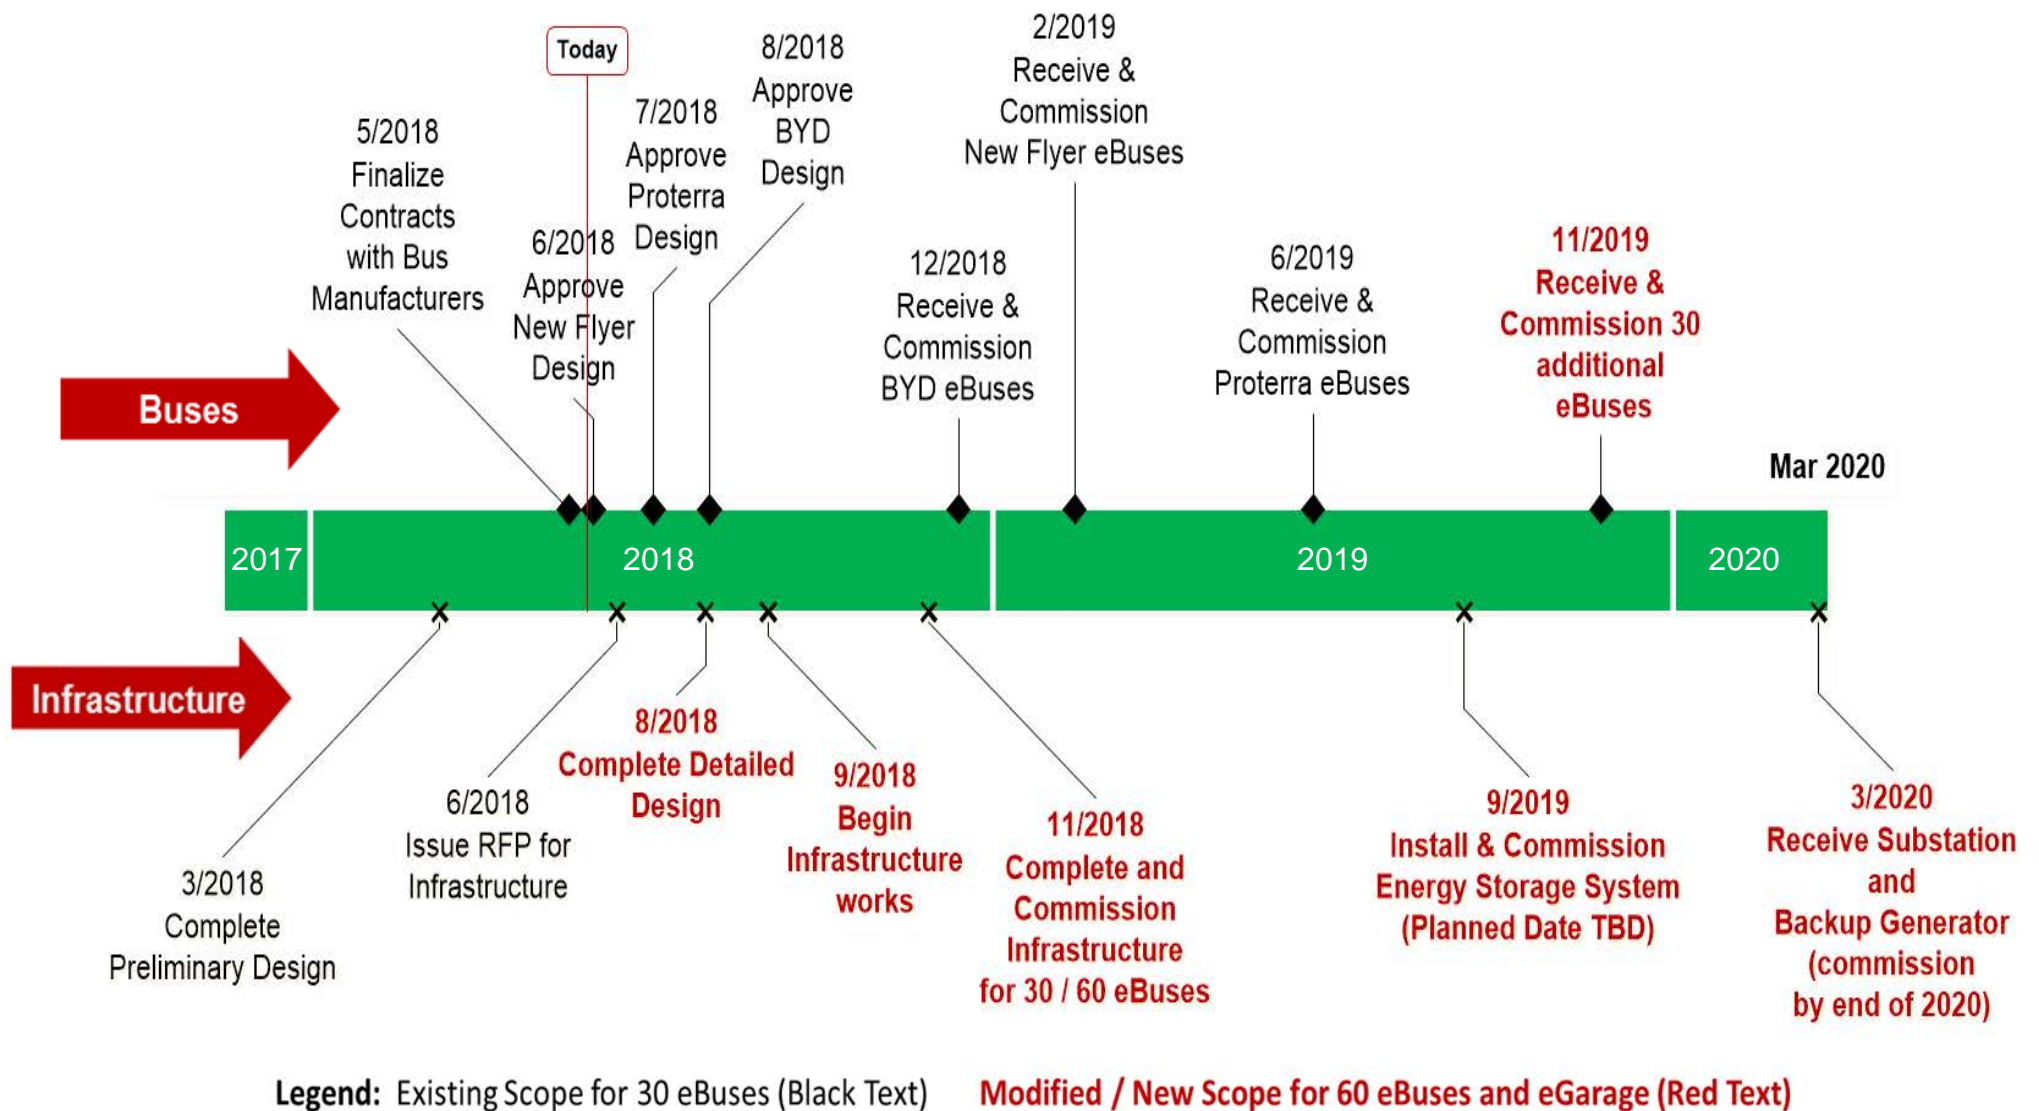 Today
5/2018
Finalize
Contracts
with Bus
Manufacturers
6/2018
Approve
New Flyer
Design
7/2018
Approve
Proterra
Design
8/2018
Approve
BYD
Design
12/2018
Receive &
Commission
BYD eBuses
2/2019
Receive &
Commission
New Flyer eBuses
6/2019
Receive &
Commission
Proterra eBuses
11/2019
Receive &
Commission 30
additional
eBuses
Mar 2020
Buses
2017
2018
2019
2020
Infrastructure
3/2018
Complete
Preliminary Design
6/2018
Issue RFP for
Infrastructure
8/2018
Complete Detailed
Design
9/2018
Begin
Infrastructure
works
11/2018
Complete and
Commission
Infrastructure
for 30 / 60 eBuses
9/2019
Install & Commission
Energy Storage System
(Planned Date TBD)
3/2020
Receive Substation
and
Backup Generator
(commission
by end of 2020)
Legend: Existing Scope for 30 eBuses (Black Text) Modified / New Scope for 60 eBuses and eGarage (Red Text)